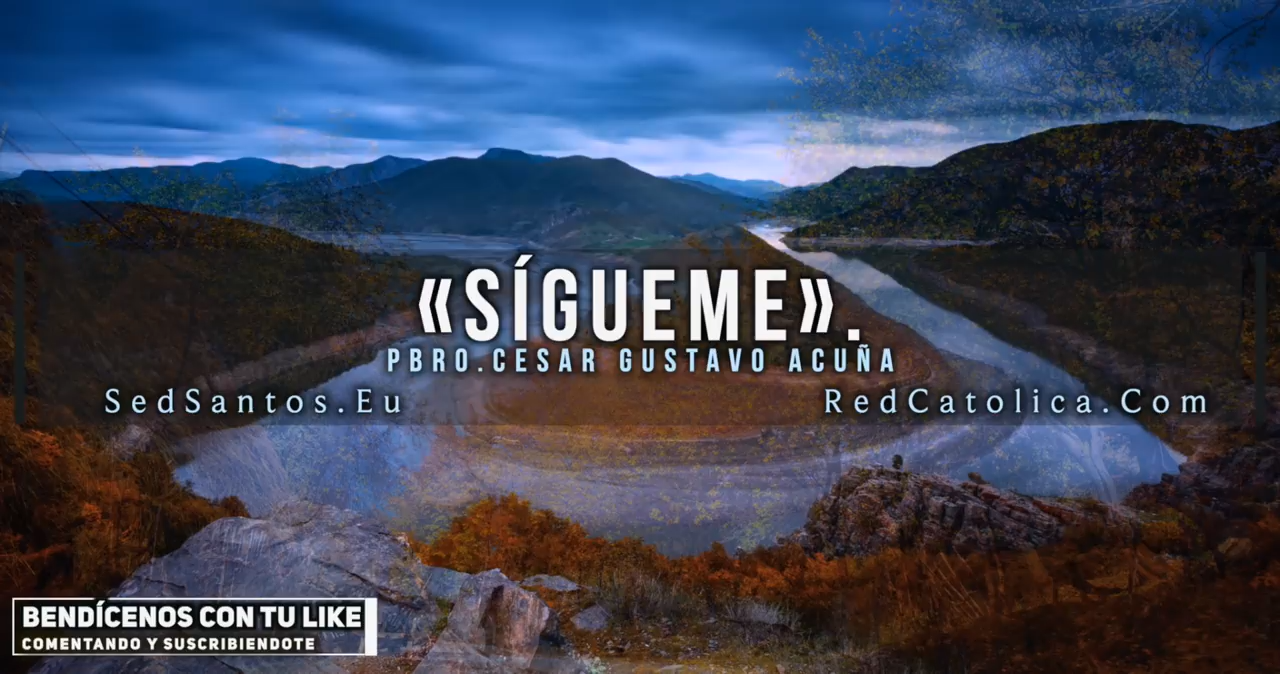 «SÍGUEME».
PBRO.CESAR GUSTAVO ACUÑA
SedSantos.Eu
RedCatolica.Com
BENDÍCENOS CON TU LIKE
COMENTANDO Y SUSCRIBIENDOTE